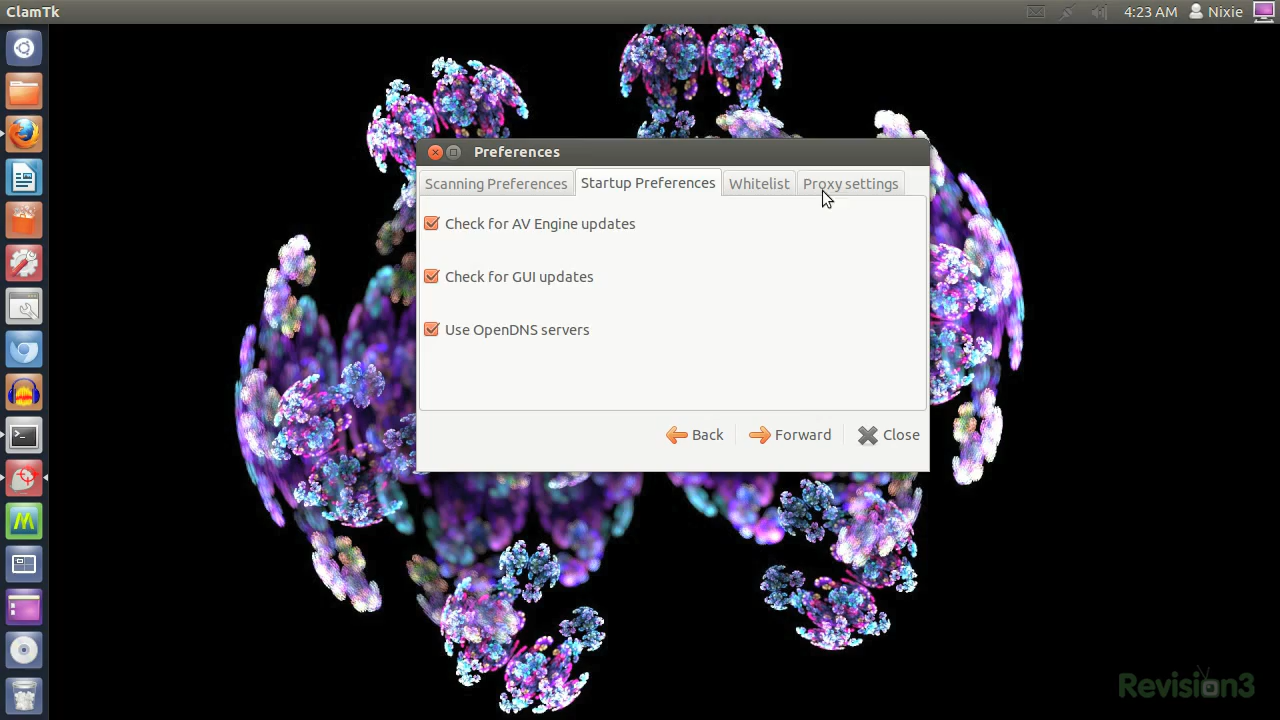 ClamTk
4:23 AM
Nixie
Preferences
Scanning Preferences
Startup Preferences
Whitelist
Proxy settings
Check for AV Engine updates
Check for GUI updates
Use OpenDNS servers
Back
Forward
Close
Revision3